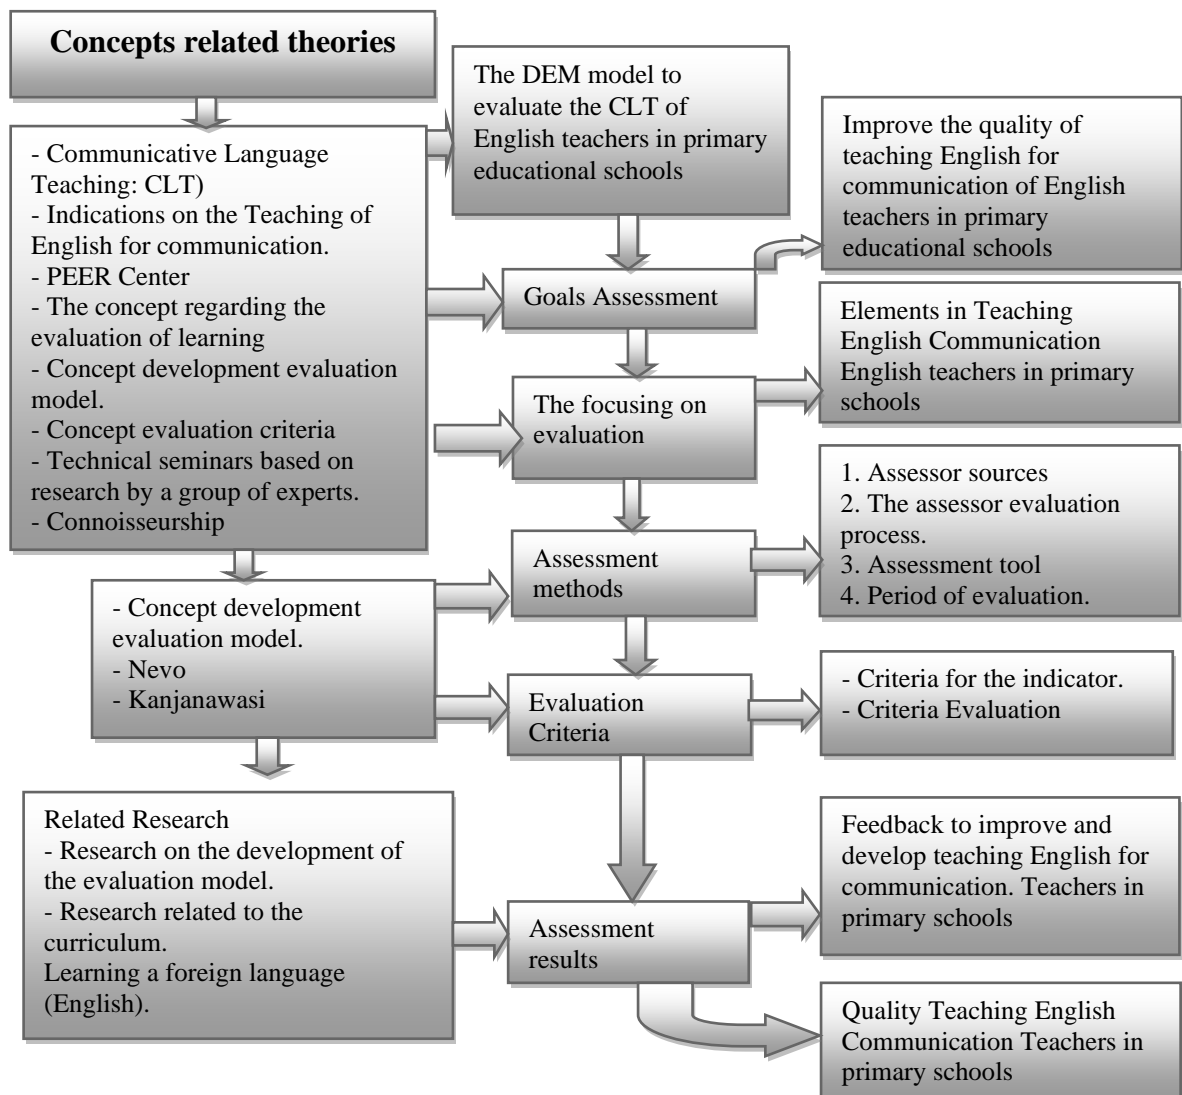 Concepts related theories
- Communicative Language
Teaching: CLT)
- Indications on the Teaching of
English for communication.
- PEER Center
- The concept regarding the
evaluation of learning
- Concept development evaluation
model.
- Concept evaluation criteria
- Technical seminars based on
research by a group of experts.
- Connoisseurship
- Concept development
evaluation model.
- Nevo
- Kanjanawasi
Related Research
- Research on the development of
the evaluation model.
- Research related to the
curriculum.
Learning a foreign language
(English).
The DEM model to
evaluate the CLT of
English teachers in primary
educational schools
Goals Assessment
The focusing on
evaluation
Assessment
methods
Evaluation
Criteria
Assessment
results
Improve the quality of
teaching English for
communication of English
teachers in primary
educational schools
Elements in Teaching
English Communication
English teachers in primary
schools
1. Assessor sources
2. The assessor evaluation
process.
3. Assessment tool
4. Period of evaluation.
- Criteria for the indicator.
- Criteria Evaluation
Feedback to improve and
develop teaching English for
communication. Teachers in
primary schools
Quality Teaching English
Communication Teachers in
primary schools